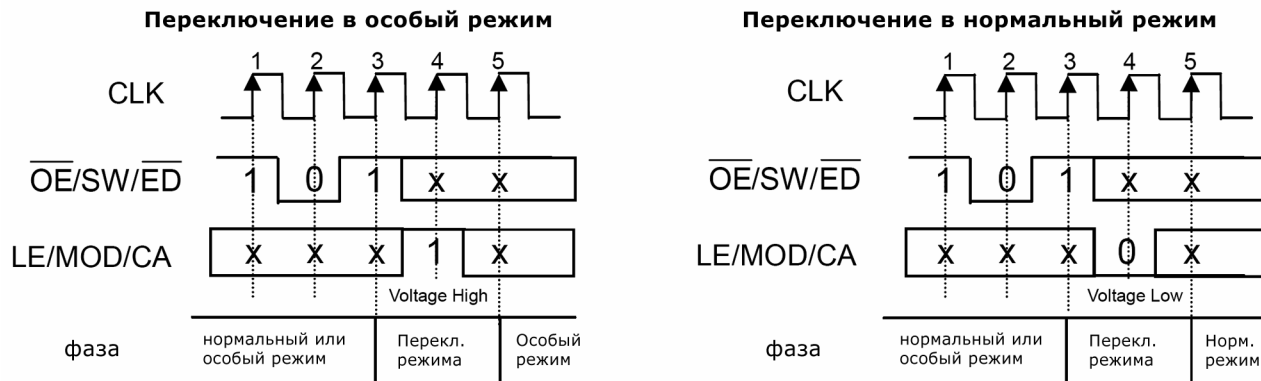 Переключение в особый режим
1 2 3 4 5
CLK
OE/SW/ED
1 0 1 x x
LE/MOD/CA
x x x 1 x
Voltage High
фаза
нормальный или
особый режим
Перекл.
режима
Особый
режим
Переключение в нормальный режим
1 2 3 4 5
CLK
OE/SW/ED
1 0 1 x x
LE/MOD/CA
x x x 0 x
Voltage Low
фаза
нормальный или
особый режим
Перекл.
режима
Норм.
режим